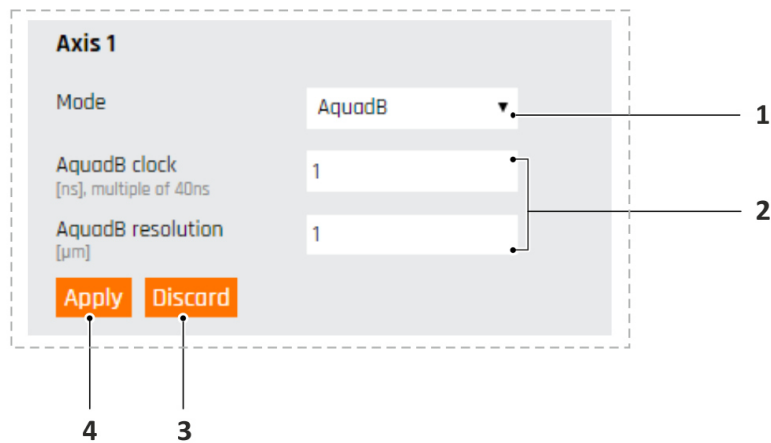 Axis 1
Mode
AquadB
1
AquadB clock
[ns], multiple of 40ns
1
2
AquadB resolution
[µm]
1
Apply
Discard
4
3